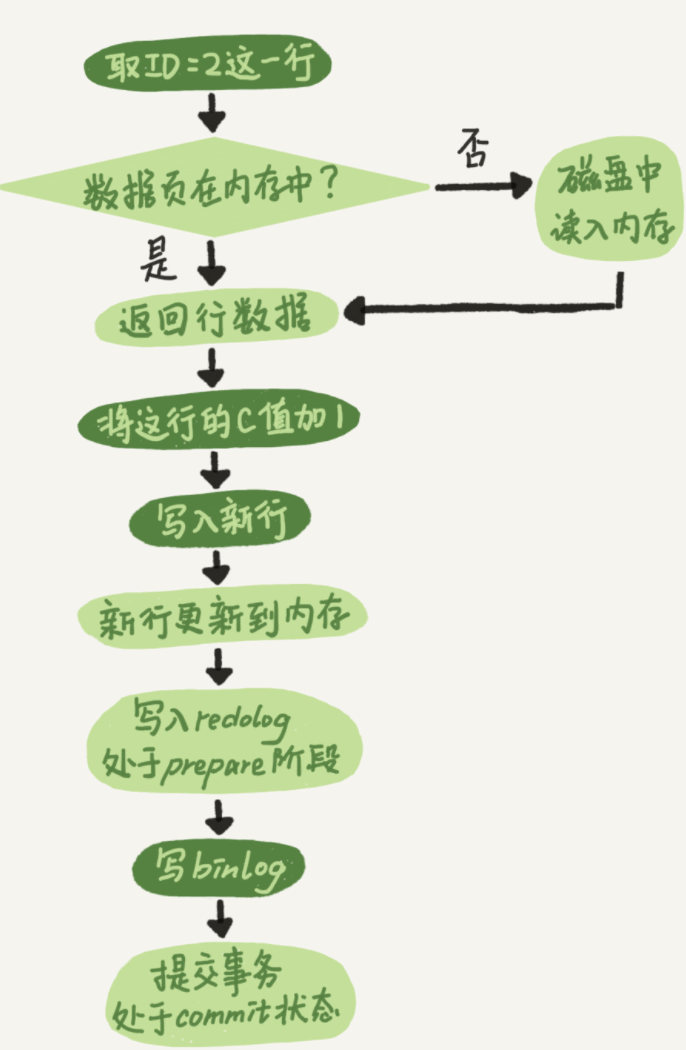 取ID=2这一行
数据页在内存中？
否
磁盘中
读入内存
是
返回行数据
将这行的C值加1
写入新行
新行更新到内存
写入redolog
处于prepare阶段
写binlog
提交事务
处于commit状态